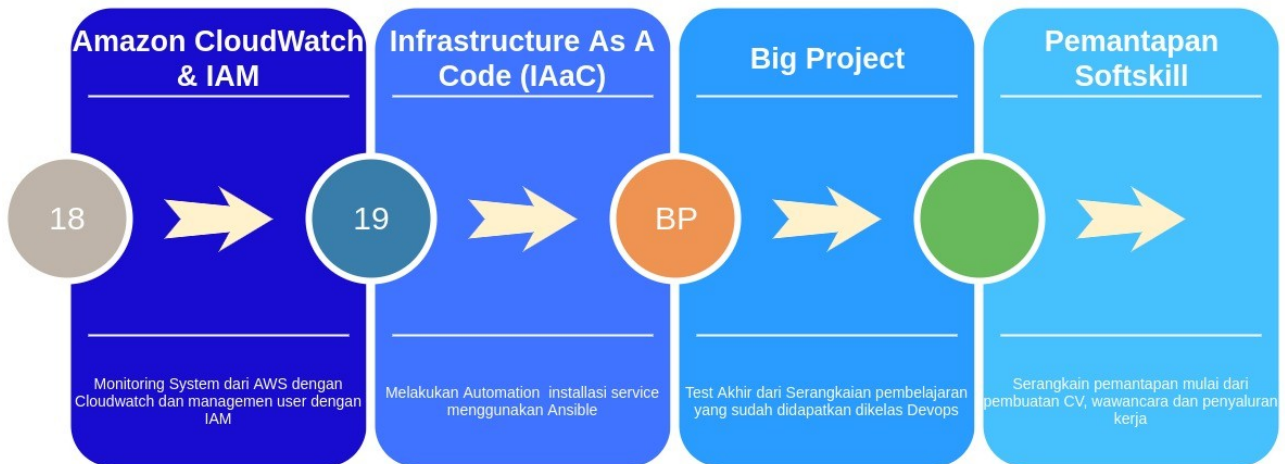 Amazon CloudWatch
& IAM
Infrastructure As A
Code (IAaC)
Big Project
Pemantapan
Softskill
18
19
BP
Monitoring System dari AWS dengan
Cloudwatch dan managemen user dengan
IAM
Melakukan Automation  installasi service
menggunakan Ansible
Test Akhir dari Serangkaian pembelajaran
yang sudah didapatkan dikelas Devops
Serangkain pemantapan mulai dari
pembuatan CV, wawancara dan penyaluran
kerja